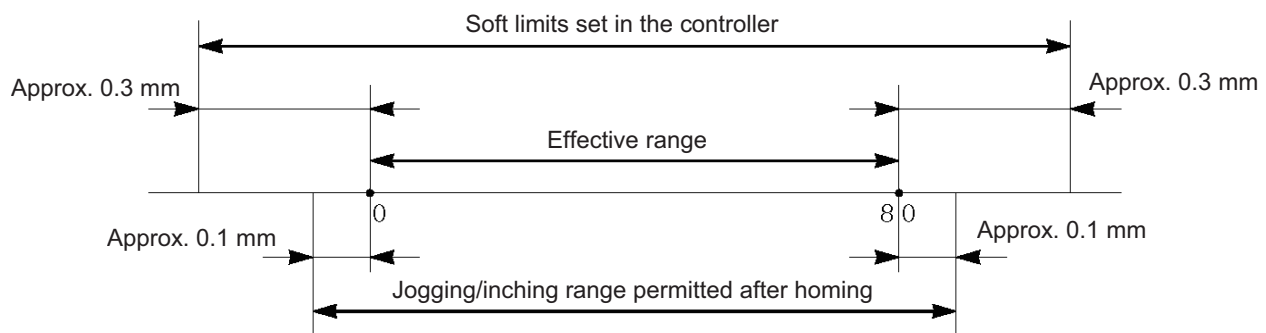 Soft limits set in the controller
Approx. 0.3 mm
Approx. 0.3 mm
Effective range
0
80
Approx. 0.1 mm
Approx. 0.1 mm
Jogging/inching range permitted after homing